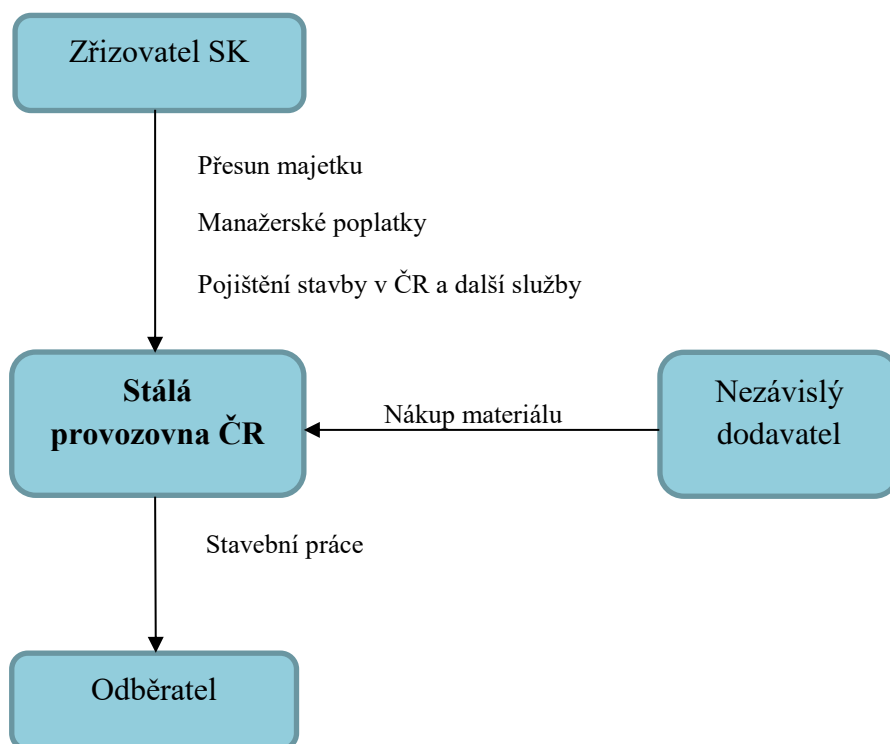 Zřizovatel SK
Přesun majetku
Manažerské poplatky
Pojištění stavby v ČR a další služby
Stálá
provozovna ČR
Nákup materiálu
Nezávislý
dodavatel
Stavební práce
Odběratel